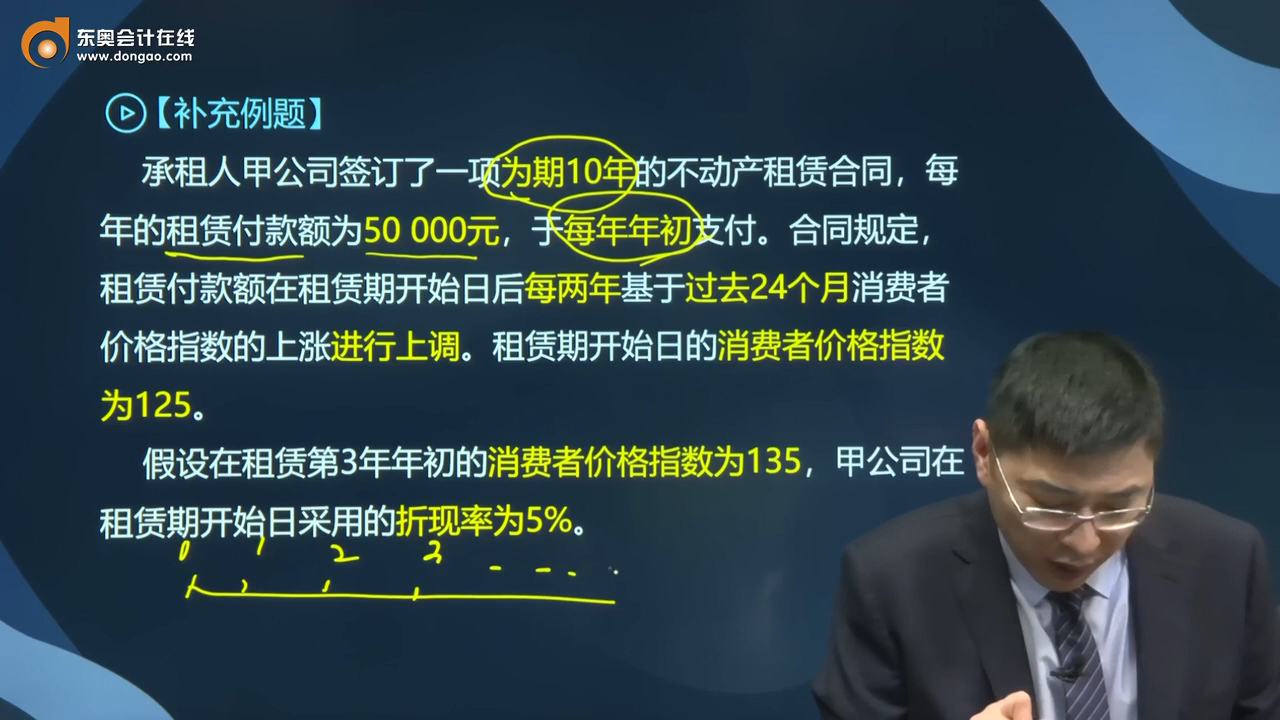 东奥会计在线
www.dongao.com
【补充例题】
承租人甲公司签订了一项为期10年的不动产租赁合同，每
年的租赁付款额为50 000元，于每年年初支付。合同规定，
租赁付款额在租赁期开始日后每两年基于过去24个月消费者
价格指数的上涨进行上调。租赁期开始日的消费者价格指数
为125。
假设在租赁第3年年初的消费者价格指数为135，甲公司在
租赁期开始日采用的折现率为5%。
0 1 2 3